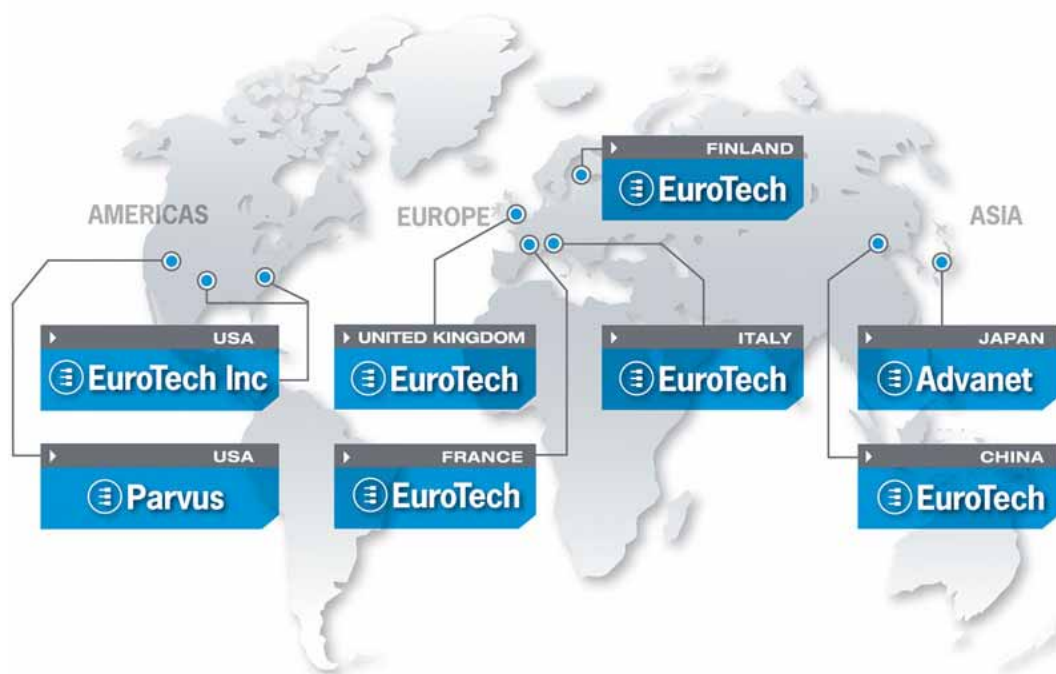 FINLAND
EuroTech
AMERICAS
EUROPE
ASIA
USA
EuroTech Inc
UNITED KINGDOM
EuroTech
ITALY
EuroTech
JAPAN
Advanet
USA
Parvus
FRANCE
EuroTech
CHINA
EuroTech